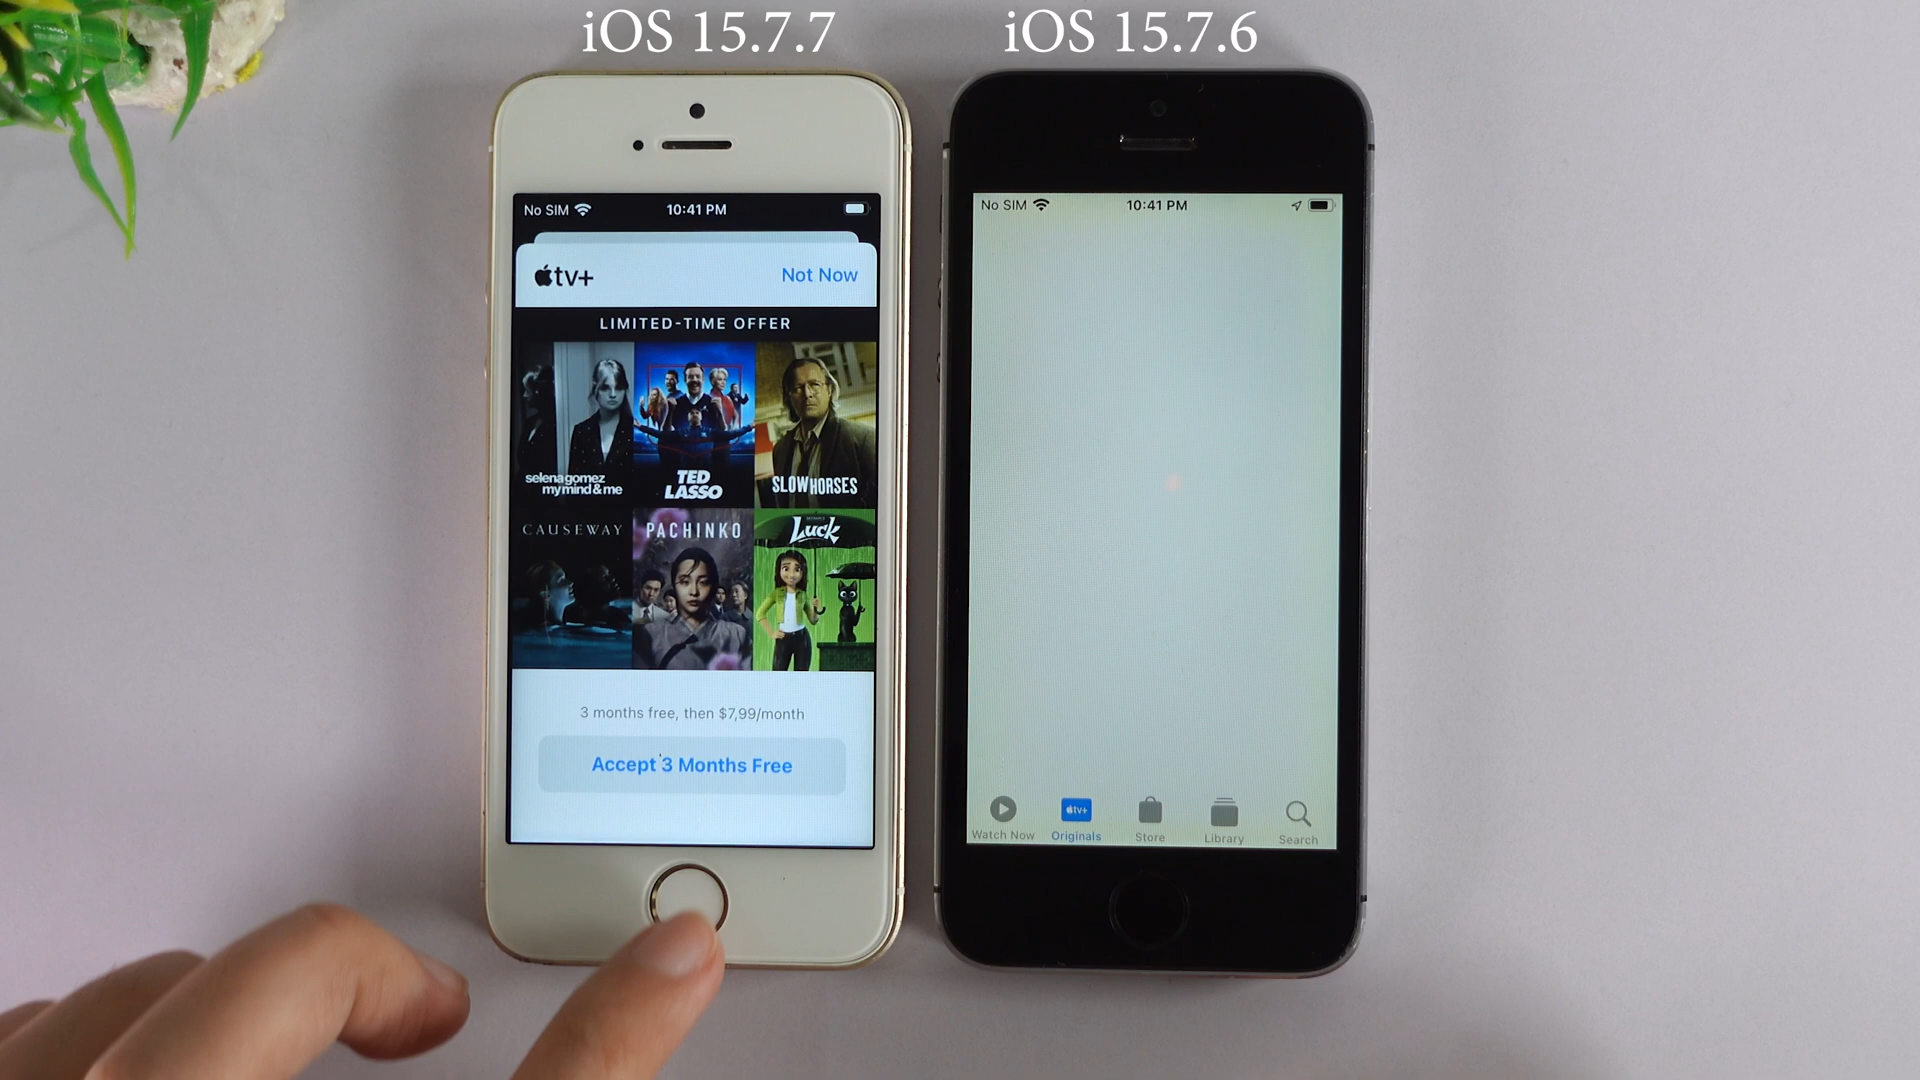 iOS 15.7.7
iOS 15.7.6
No SIM
10:41 PM
tv+
Not Now
LIMITED-TIME OFFER
selenagomez
mymind&me
TED
LASSO
SLOW HORSES
CAUSEWAY
PACHINKO
Luck
3 months free, then $7,99/month
Accept 3 Months Free
No SIM
10:41 PM
tv+
Watch Now
Originals
Store
Library
Search